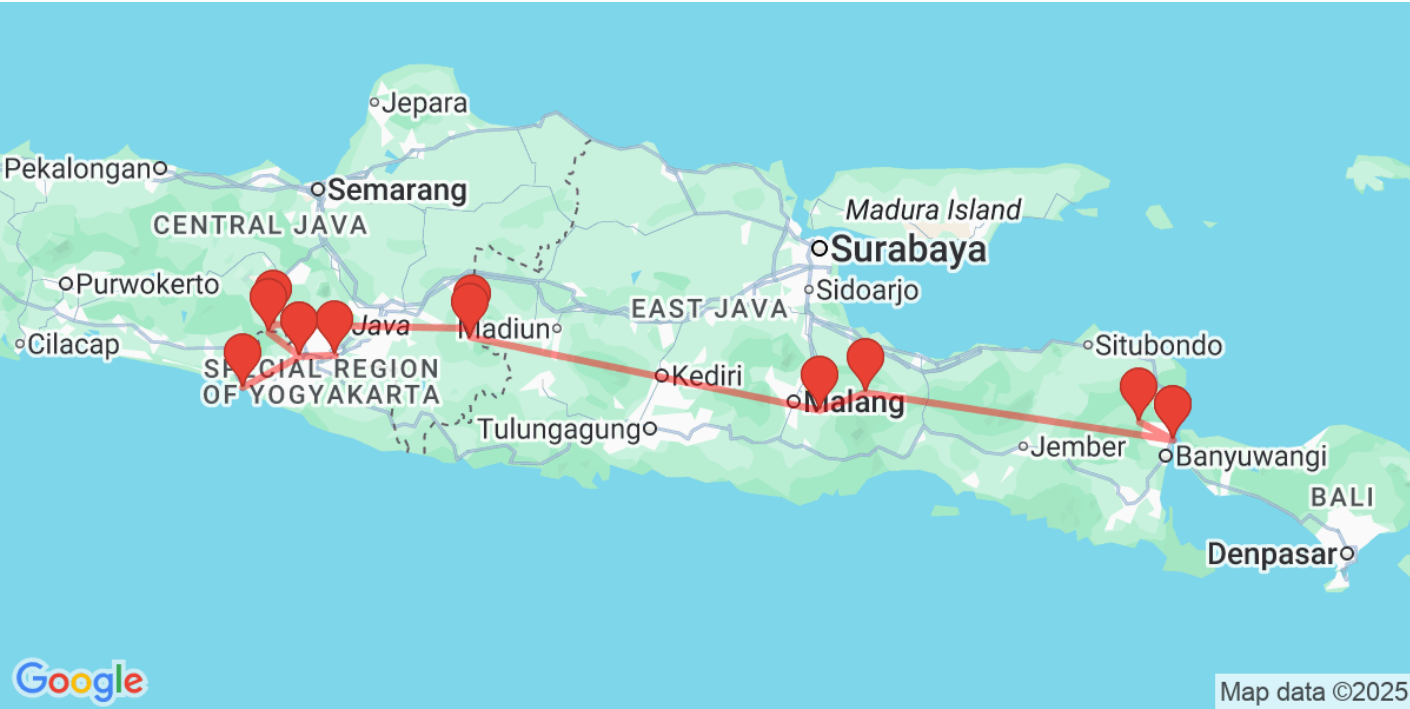 Jepara
Pekalongan
Semarang
CENTRAL JAVA
Madura Island
Surabaya
Purwokerto
Sidoarjo
EAST JAVA
Java
Madiun
Cilacap
Situbondo
SPECIAL REGION
OF YOGYAKARTA
Kediri
Malang
Tulungagung
Jember
Banyuwangi
BALI
Denpasar
Google
Map data ©2025